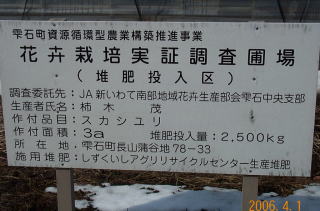 雫石町資源循環型農業構築推進事業
花卉栽培実証調査圃場
(堆肥投入区)
調査委託先：JA新いわて南部地域花卉生産部会雫石中央支部
生産者氏名：柿木 茂
作付品目：スカシユリ
作付面積：3a 堆肥投入量：2,500kg
所在地：雫石町長山蒲谷地78-33
施用堆肥：しずくいしアグリリサイクルセンター生産堆肥
2006.4.1